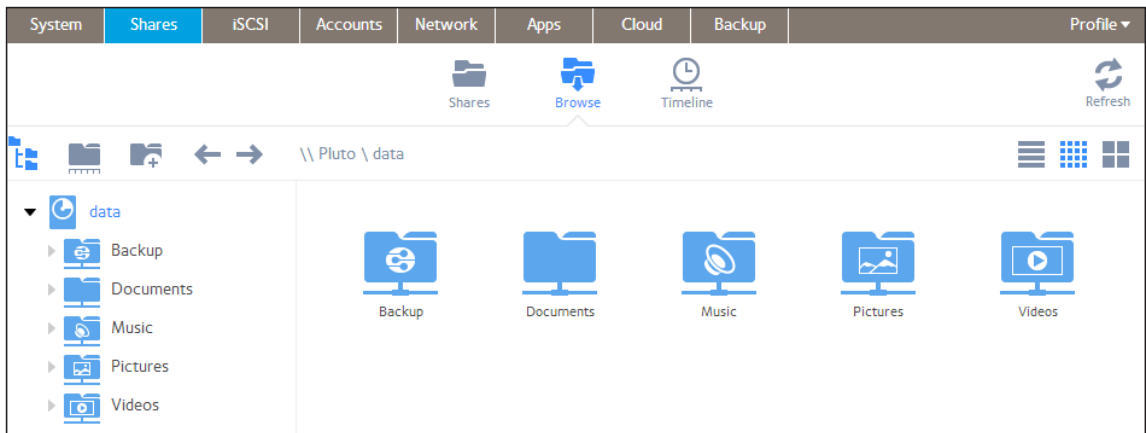 System Shares iSCSI Accounts Network Apps Cloud Backup Profile
Shares Browse Timeline Refresh
\\ Pluto \ data
data
Backup
Documents
Music
Pictures
Videos
Backup Documents Music Pictures Videos